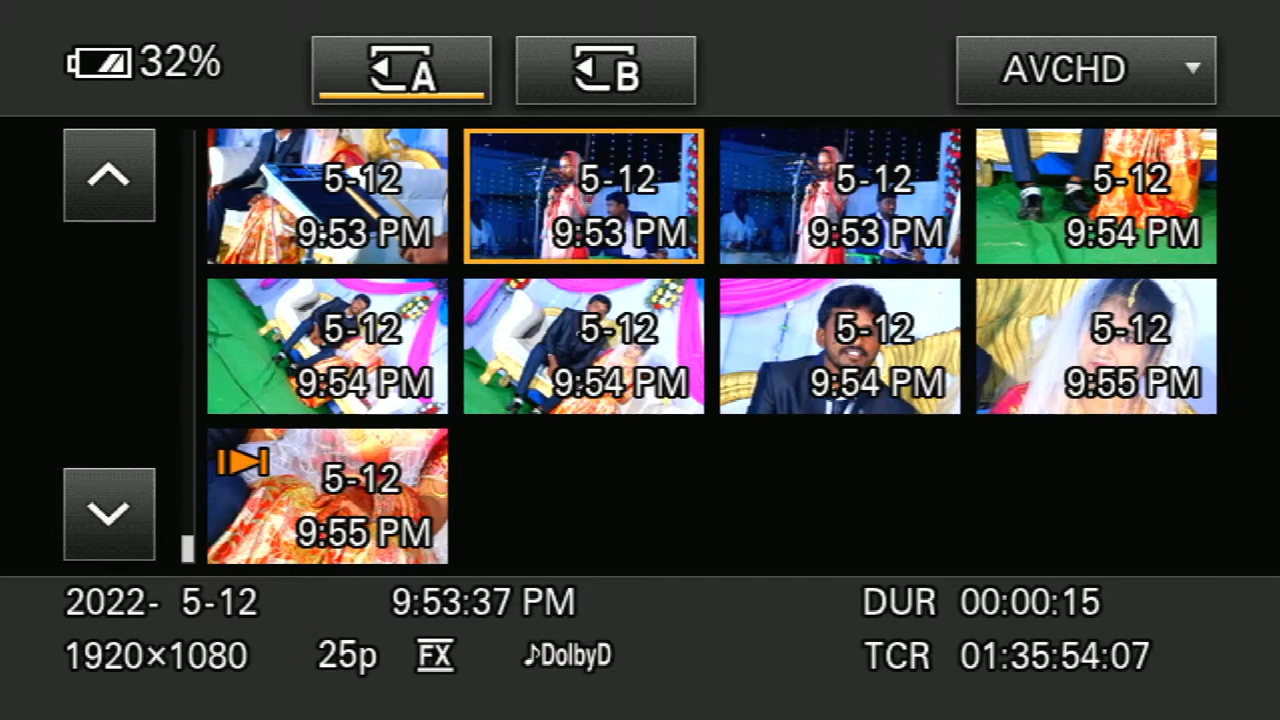 32%
A
B
AVCHD
5-12
9:53 PM
5-12
9:53 PM
5-12
9:53 PM
5-12
9:54 PM
5-12
9:54 PM
5-12
9:54 PM
5-12
9:54 PM
5-12
9:55 PM
5-12
9:55 PM
2022- 5-12 9:53:37 PM DUR 00:00:15
1920×1080 25p FX ♪DolbyD TCR 01:35:54:07